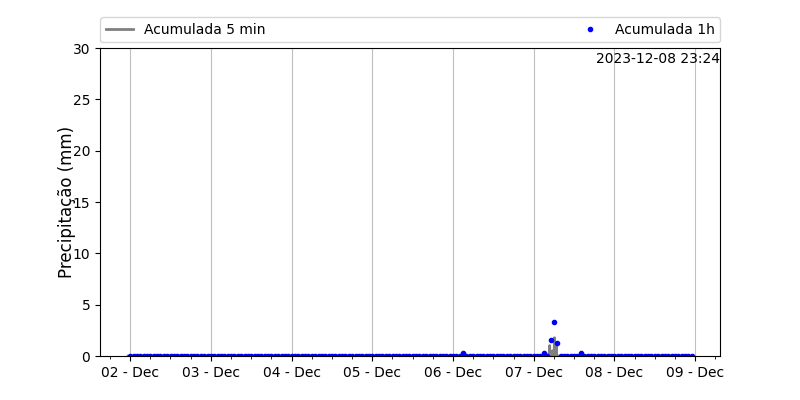 Acumulada 5 min
Acumulada 1h
2023-12-08 23:24
Precipitação (mm)
30
25
20
15
10
5
0
02 - Dec
03 - Dec
04 - Dec
05 - Dec
06 - Dec
07 - Dec
08 - Dec
09 - Dec